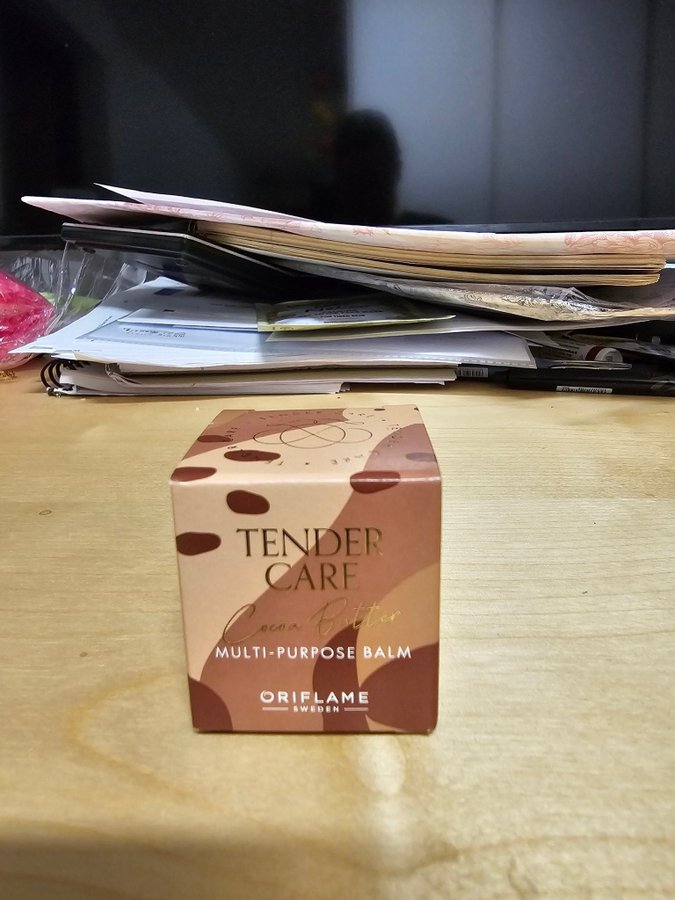 TENDER
CARE
Cocoa Butter
MULTI-PURPOSE BALM
ORIFLAME
SWEDEN